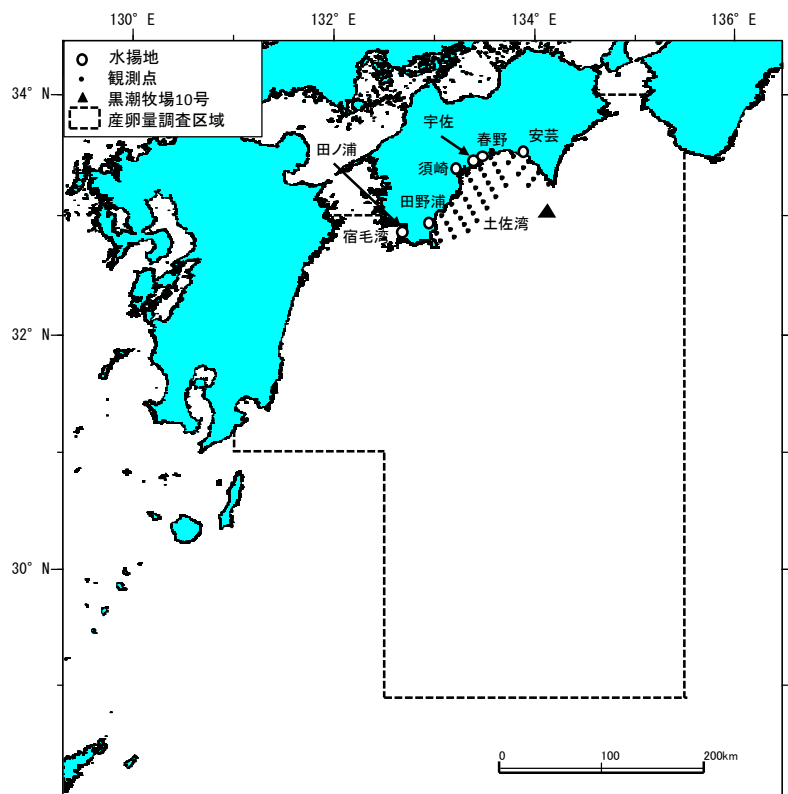 130° E
132° E
134° E
136° E
水揚地
観測点
黒潮牧場10号
産卵量調査区域
34° N
宇佐
春野
安芸
田ノ浦
須崎
田野浦
土佐湾
宿毛湾
32° N
30° N
0
100
200km